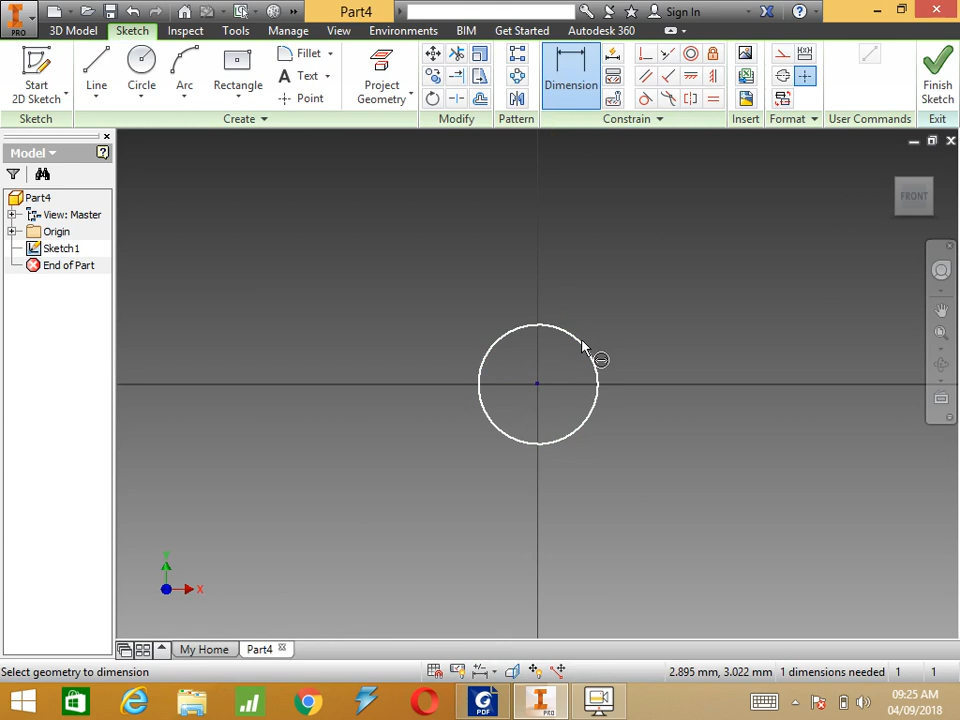 PRO
Part4
Sign In
3D Model
Sketch
Inspect
Tools
Manage
View
Environments
BIM
Get Started
Autodesk 360
Start
2D Sketch
Line
Circle
Arc
Rectangle
Fillet
Text
Point
Project
Geometry
Dimension
Finish
Sketch
Sketch
Create
Modify
Pattern
Constrain
Insert
Format
User Commands
Exit
Model
Part4
View: Master
Origin
Sketch1
End of Part
FRONT
Y
X
My Home
Part4
Select geometry to dimension
2.895 mm, 3.022 mm
1 dimensions needed
1
1
PDF
PRO
09:25 AM
04/09/2018